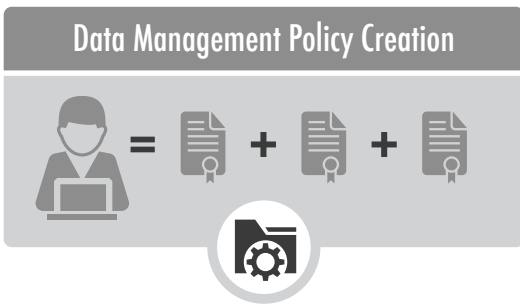 Data Management Policy Creation
= + +